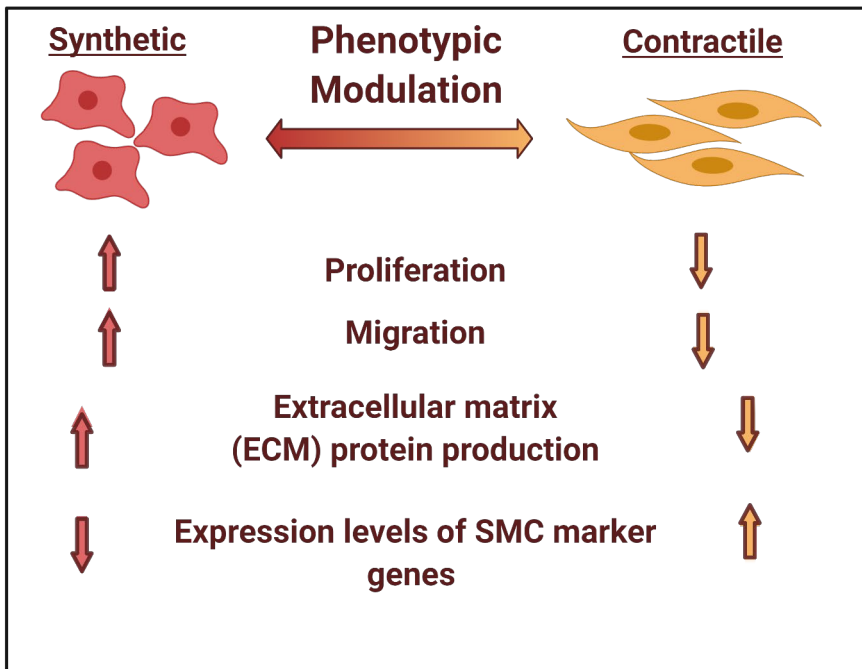 Synthetic
Phenotypic
Modulation
Contractile
Proliferation
Migration
Extracellular matrix
(ECM) protein production
Expression levels of SMC marker
genes